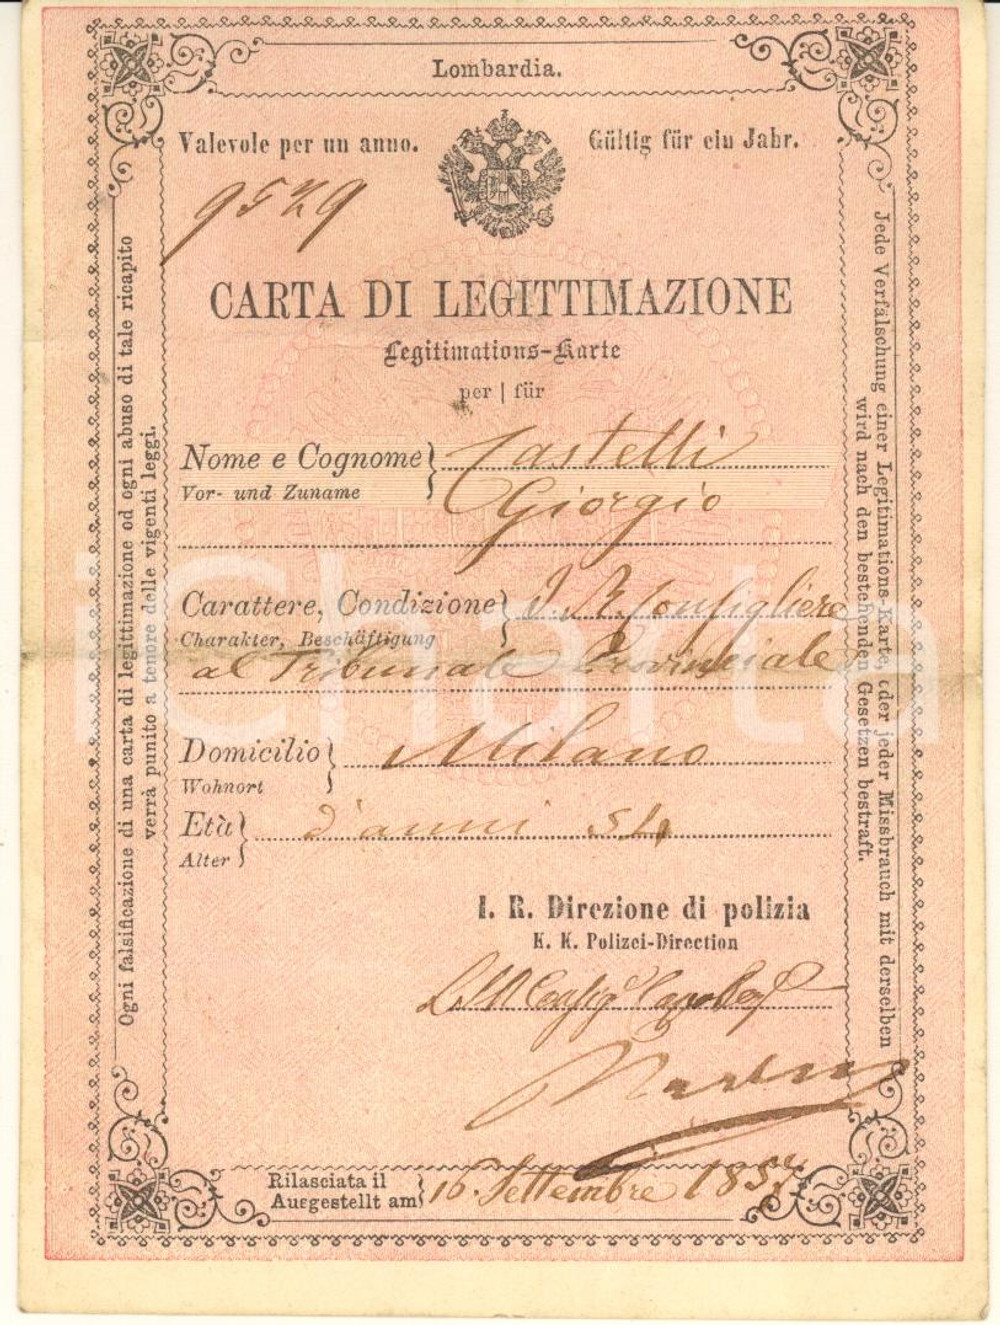 Lombardia.
Valevole per un anno.
Gültig für ein Jahr.
9529
CARTA DI LEGITTIMAZIONE
Legitimations-Karte
per | für
Nome e Cognome } Castelli
Vor- und Zuname Giorgio
Carattere, Condizione } I. R. Consigliere
Charakter, Beschäftigung
al Tribunale Provinciale
Domicilio } Milano
Wohnort
Età } d'anni 54
Alter
I. R. Direzione di polizia
K. K. Polizei-Direction
Rilasciata il
Ausgestellt am } 16. Settembre 1857
Ogni falsificazione di una carta di legittimazione od ogni abuso di tale ricapito
verrà punito a tenore delle vigenti leggi.
Jede Verfälschung einer Legitimations-Karte, oder jeder Missbrauch mit derselben
wird nach den bestehenden Gesetzen bestraft.
iCharta